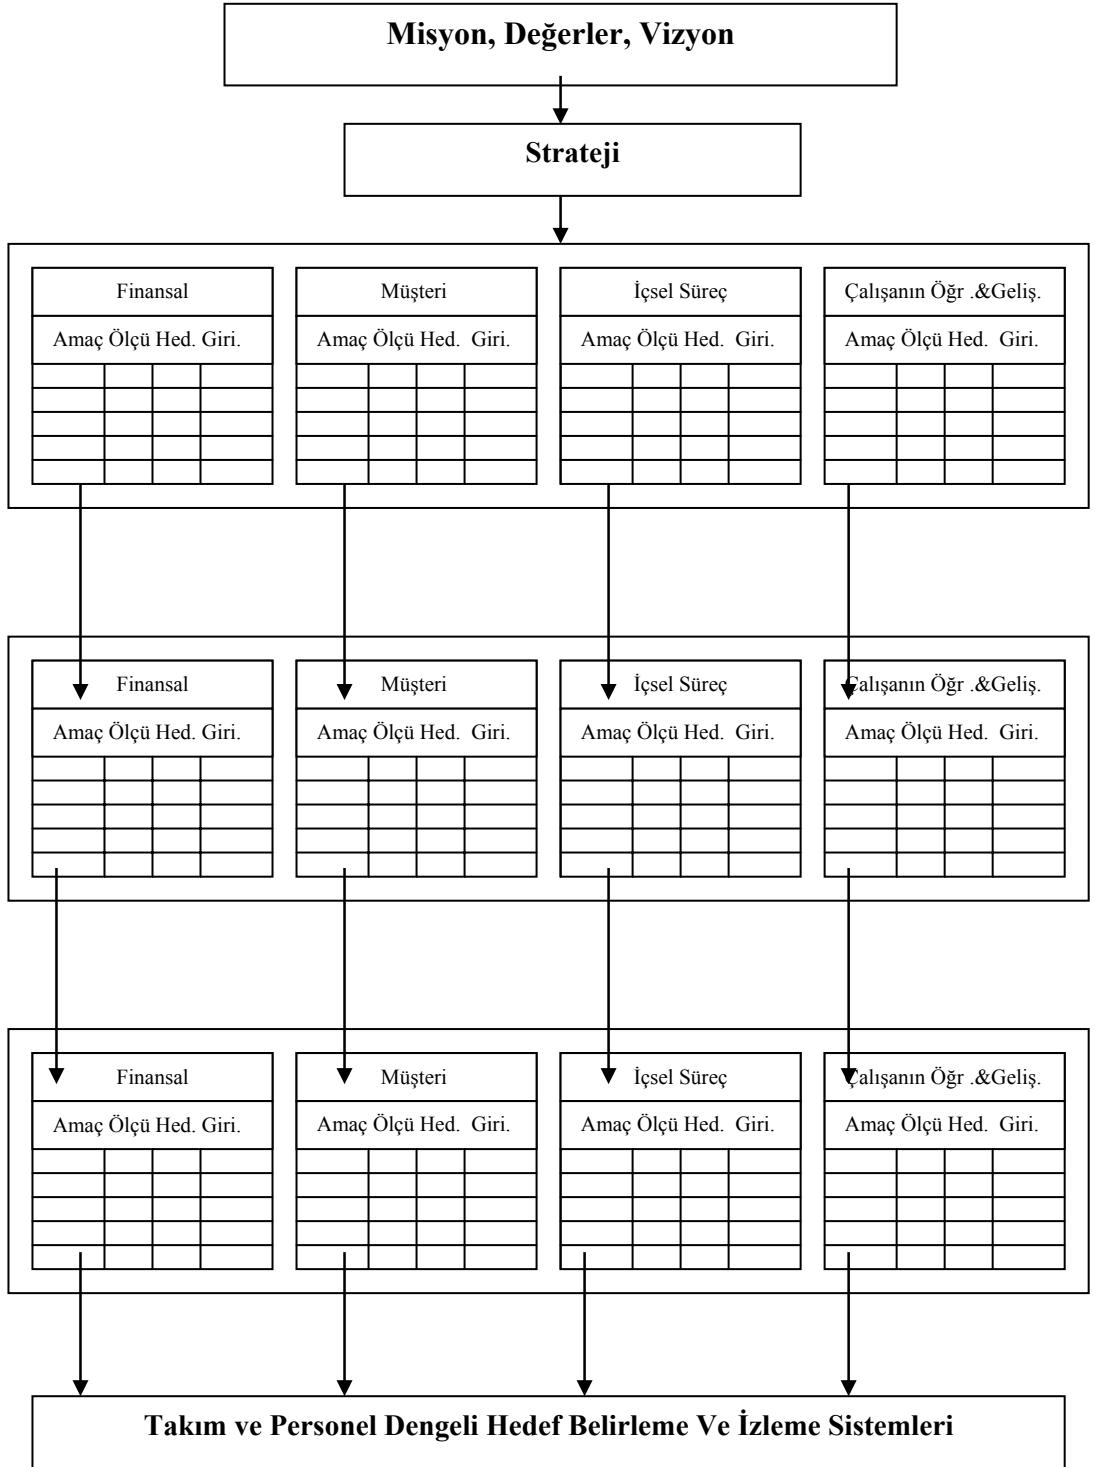 Misyon, Değerler, Vizyon
Strateji
Finansal Müşteri İçsel Süreç Çalışanın Öğr .&Geliş.
Amaç Ölçü Hed. Giri. Amaç Ölçü Hed. Giri. Amaç Ölçü Hed. Giri. Amaç Ölçü Hed. Giri.
Finansal Müşteri İçsel Süreç Çalışanın Öğr .&Geliş.
Amaç Ölçü Hed. Giri. Amaç Ölçü Hed. Giri. Amaç Ölçü Hed. Giri. Amaç Ölçü Hed. Giri.
Finansal Müşteri İçsel Süreç Çalışanın Öğr .&Geliş.
Amaç Ölçü Hed. Giri. Amaç Ölçü Hed. Giri. Amaç Ölçü Hed. Giri. Amaç Ölçü Hed. Giri.
Takım ve Personel Dengeli Hedef Belirleme Ve İzleme Sistemleri